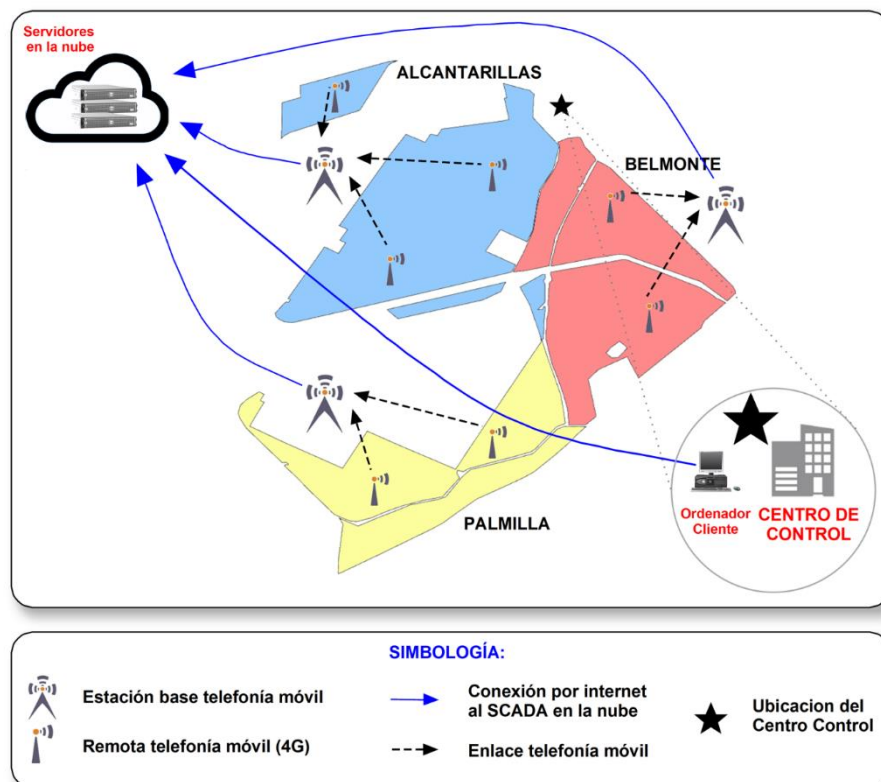 Servidores
en la nube
ALCANTARILLAS
BELMONTE
PALMILLA
Ordenador
Cliente
CENTRO DE
CONTROL
SIMBOLOGÍA:
Estación base telefonía móvil
Remota telefonía móvil (4G)
Conexión por internet
al SCADA en la nube
Enlace telefonía móvil
Ubicacion del
Centro Control